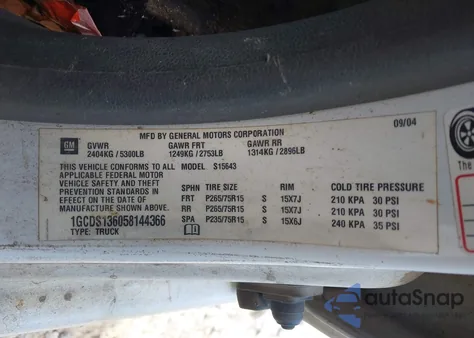 09/04
MFD BY GENERAL MOTORS CORPORATION
GM GVWR GAWR FRT GAWR RR
2404KG/5300LB 1249KG/2753LB 1314KG/2896LB
THIS VEHICLE CONFORMS TO ALL MODEL S15643
APPLICABLE FEDERAL MOTOR
VEHICLE SAFETY AND THEFT SPHN TIRE SIZE RIM COLD TIRE PRESSURE
PREVENTION STANDARDS IN FRT P265/75R15 S 15X7J 210 KPA 30 PSI
EFFECT ON THE DATE OF RR P265/75R15 S 15X7J 210 KPA 30 PSI
MANUFACTURE SHOWN ABOVE. SPA P235/75R15 S 15X6J 240 KPA 35 PSI
1GCDS136058144366
TYPE: TRUCK
autaSnap